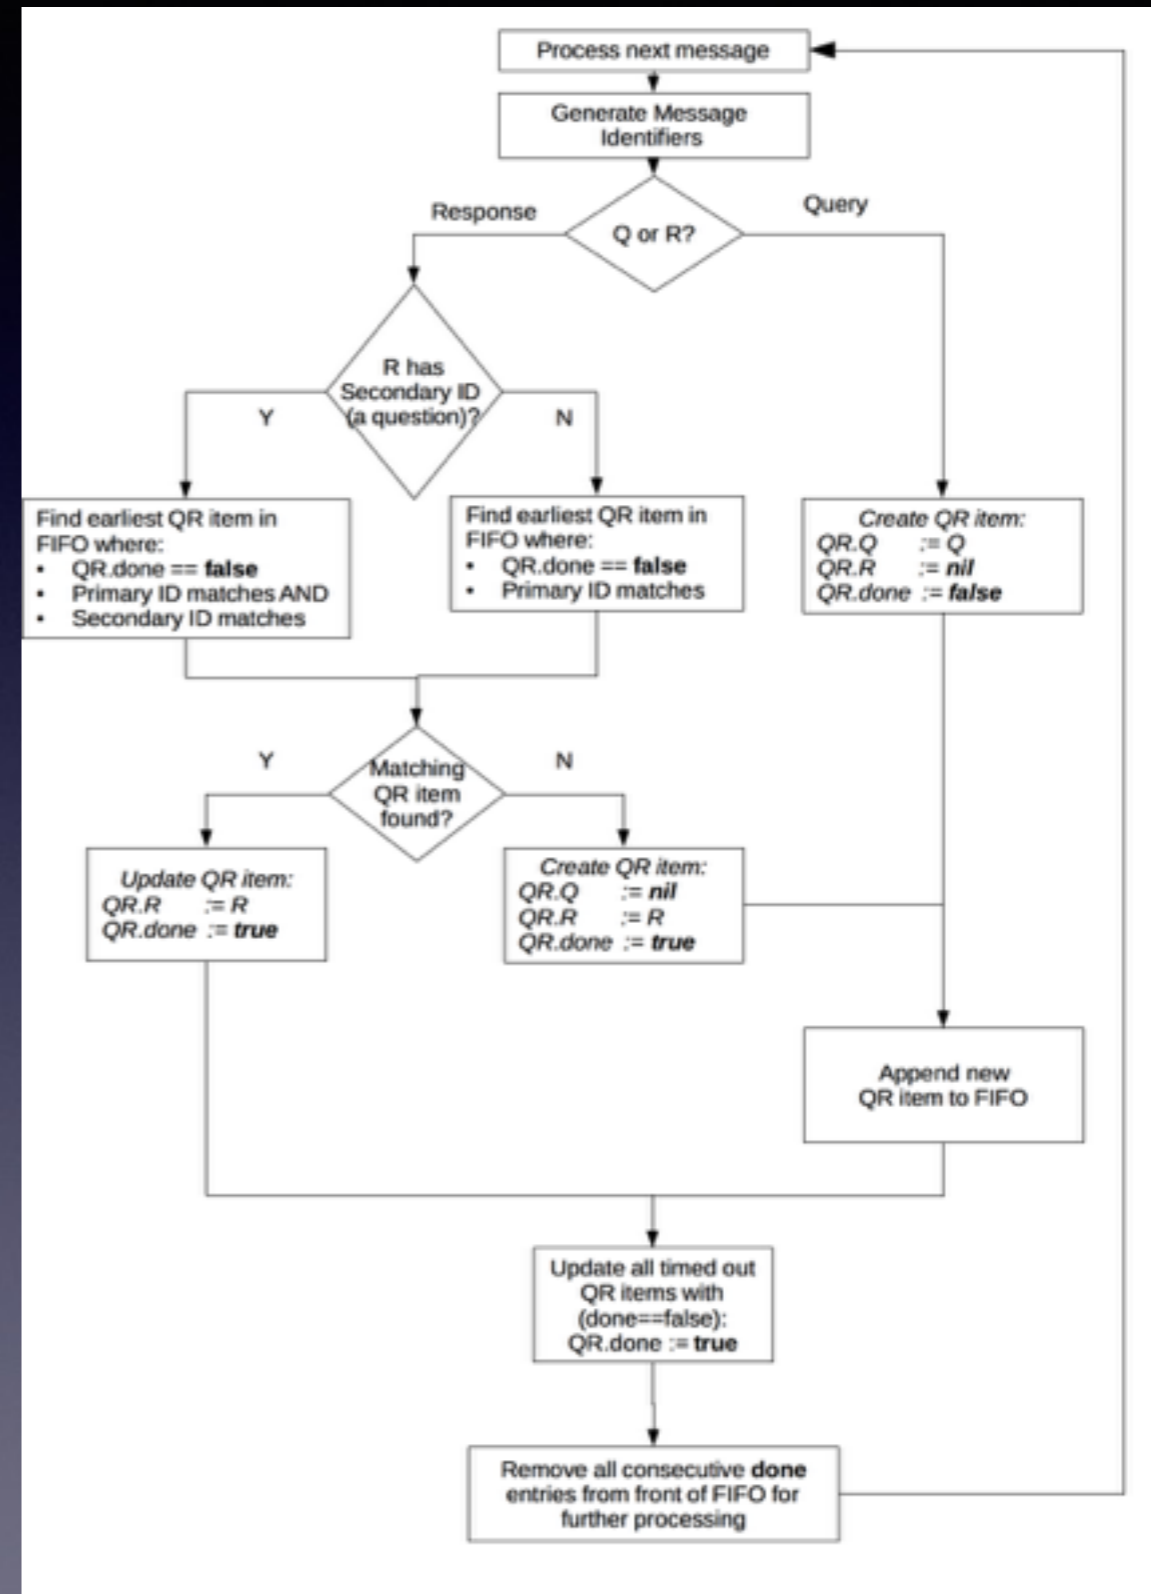 Process next message
Generate Message
Identifiers
Q or R?
Response
Query
R has
Secondary ID
(a question)?
Y
N
Find earliest QR item in
FIFO where:
• QR.done == false
• Primary ID matches AND
• Secondary ID matches
Find earliest QR item in
FIFO where:
• QR.done == false
• Primary ID matches
Create QR item:
QR.Q := Q
QR.R := nil
QR.done := false
Matching
QR item
found?
Y
N
Update QR item:
QR.R := R
QR.done := true
Create QR item:
QR.Q := nil
QR.R := R
QR.done := true
Append new
QR item to FIFO
Update all timed out
QR items with
(done==false):
QR.done := true
Remove all consecutive done
entries from front of FIFO for
further processing